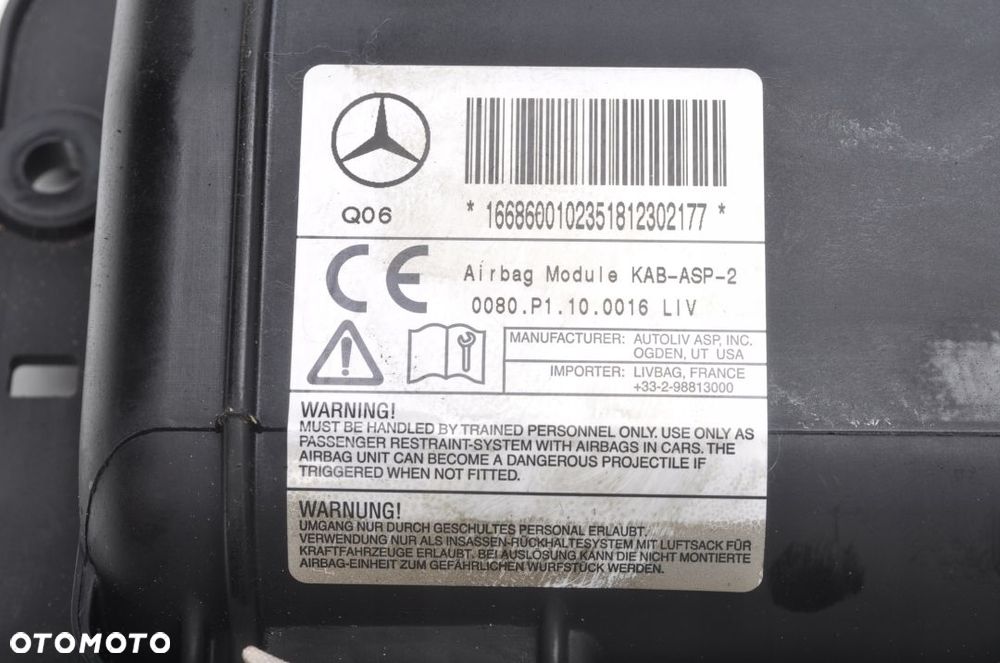 Q06
* 1668600102351812302177 *
CE
Airbag Module KAB-ASP-2
0080.P1.10.0016 LIV
MANUFACTURER: AUTOLIV ASP, INC.
OGDEN, UT USA
IMPORTER: LIVBAG, FRANCE
+33-2-98813000
WARNING!
MUST BE HANDLED BY TRAINED PERSONNEL ONLY. USE ONLY AS
PASSENGER RESTRAINT-SYSTEM WITH AIRBAGS IN CARS. THE
AIRBAG UNIT CAN BECOME A DANGEROUS PROJECTILE IF
TRIGGERED WHEN NOT FITTED.
WARNUNG!
UMGANG NUR DURCH GESCHULTES PERSONAL ERLAUBT.
VERWENDUNG NUR ALS INSASSEN-RÜCKHALTESYSTEM MIT LUFTSACK FÜR
KRAFTFAHRZEUGE ERLAUBT. BEI AUSLÖSUNG KANN DIE NICHT MONTIERTE
AIRBAG-EINHEIT ZUM GEFÄHRLICHEN WURFSTÜCK WERDEN.
OTOMOTO